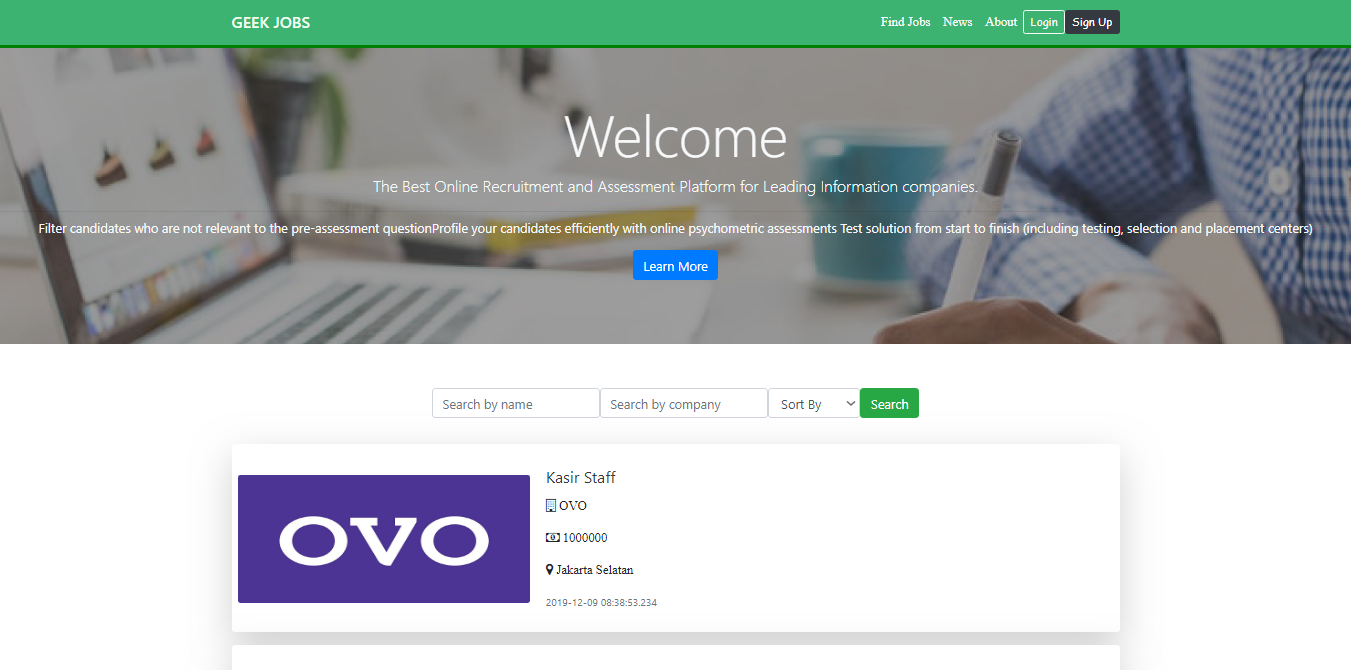 GEEK JOBS
Find Jobs News About Login Sign Up
Welcome
The Best Online Recruitment and Assessment Platform for Leading Information companies.
Filter candidates who are not relevant to the pre-assessment questionProfile your candidates efficiently with online psychometric assessments Test solution from start to finish (including testing, selection and placement centers)
Learn More
Search by name Search by company Sort By Search
OVO
Kasir Staff
OVO
1000000
Jakarta Selatan
2019-12-09 08:38:53.234